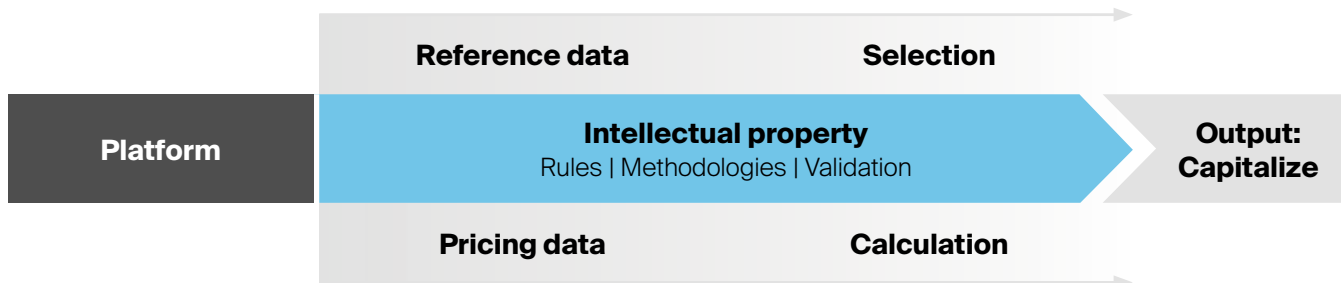 Reference data
Selection
Platform
Intellectual property
Rules | Methodologies | Validation
Output:
Capitalize
Pricing data
Calculation